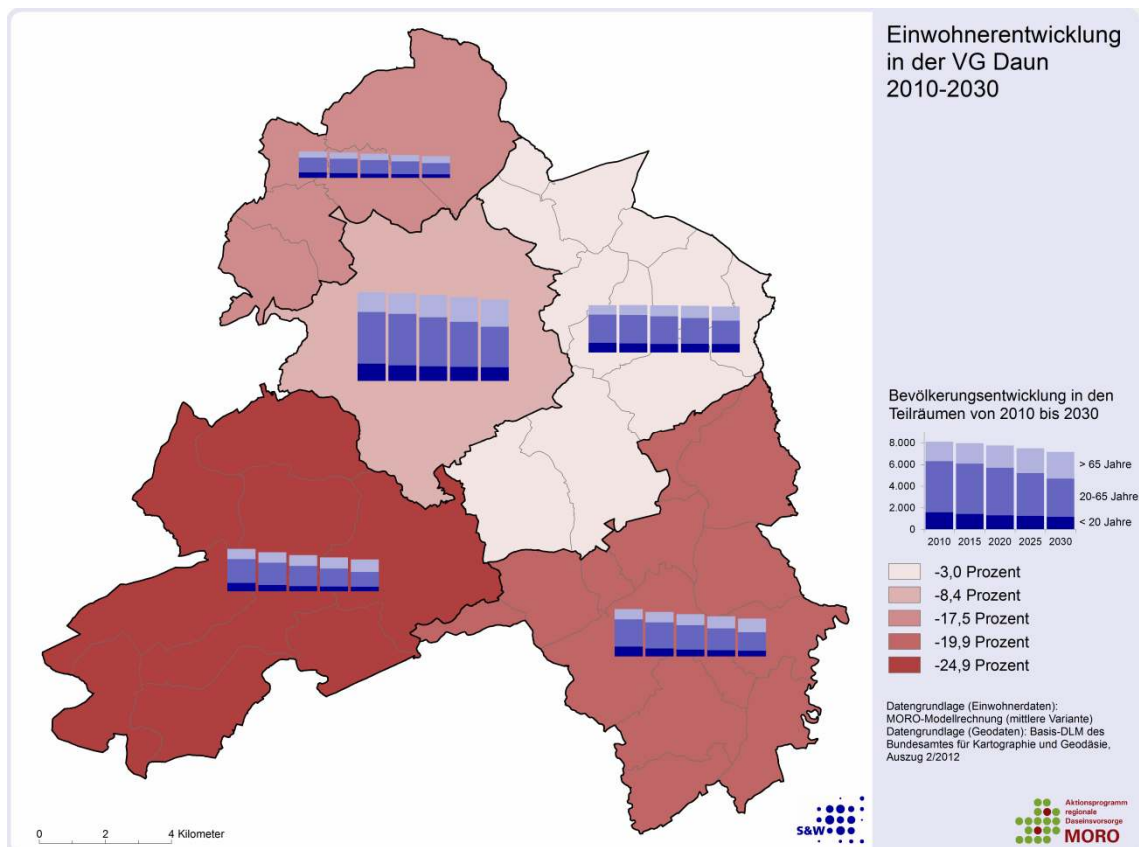 Einwohnerentwicklung
in der VG Daun
2010-2030
Bevölkerungsentwicklung in den
Teilräumen von 2010 bis 2030
8.000
6.000
4.000
2.000
0
> 65 Jahre
20-65 Jahre
< 20 Jahre
2010 2015 2020 2025 2030
-3,0 Prozent
-8,4 Prozent
-17,5 Prozent
-19,9 Prozent
-24,9 Prozent
Datengrundlage (Einwohnerdaten):
MORO-Modellrechnung (mittlere Variante)
Datengrundlage (Geodaten): Basis-DLM des
Bundesamtes für Kartographie und Geodäsie,
Auszug 2/2012
0 2 4 Kilometer
S&W
Aktionsprogramm
regionale
Daseinsvorsorge
MORO